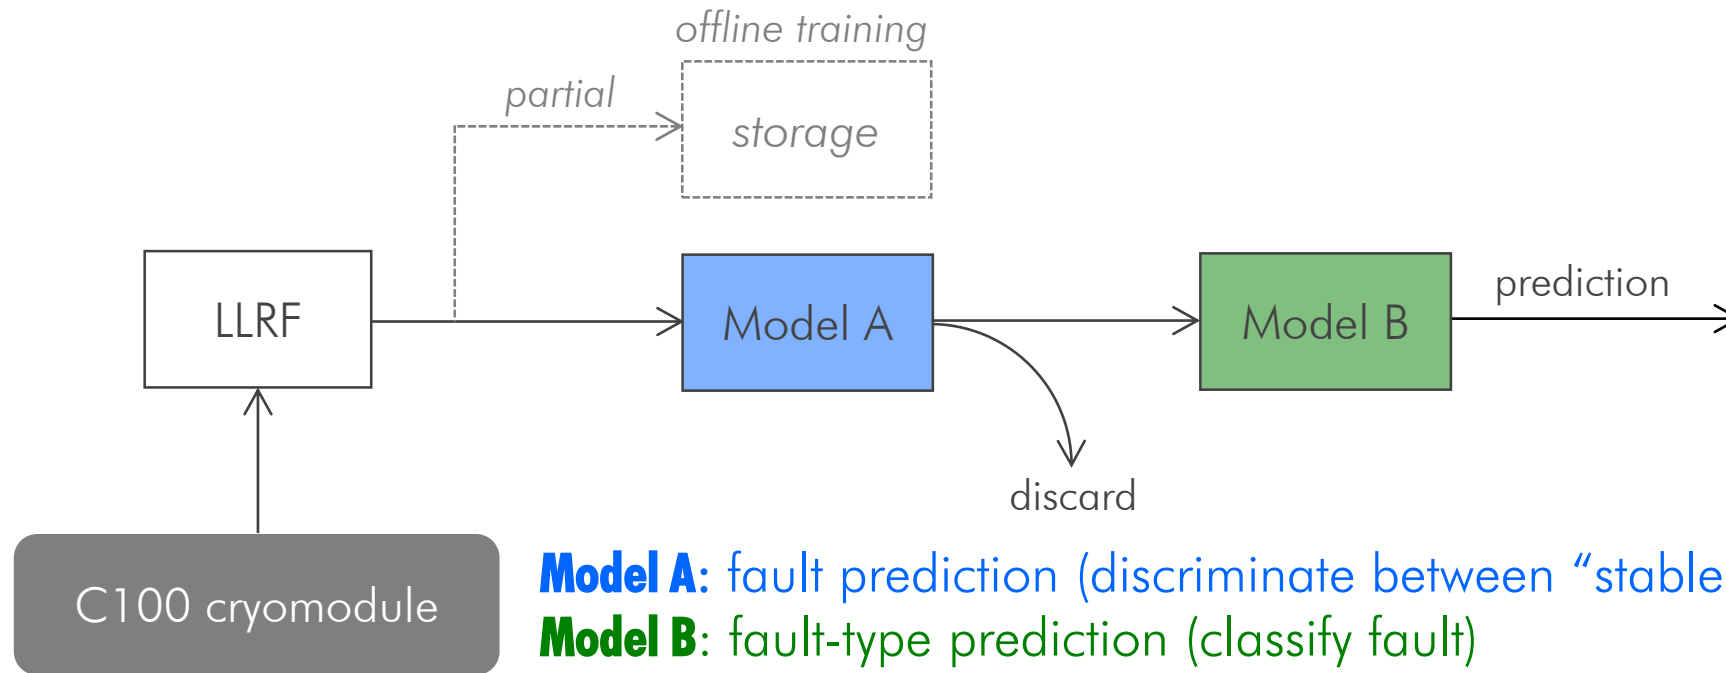 offline training
partial
storage
LLRF
Model A
Model B
prediction
discard
C100 cryomodule
Model A: fault prediction (discriminate between “stable
Model B: fault-type prediction (classify fault)